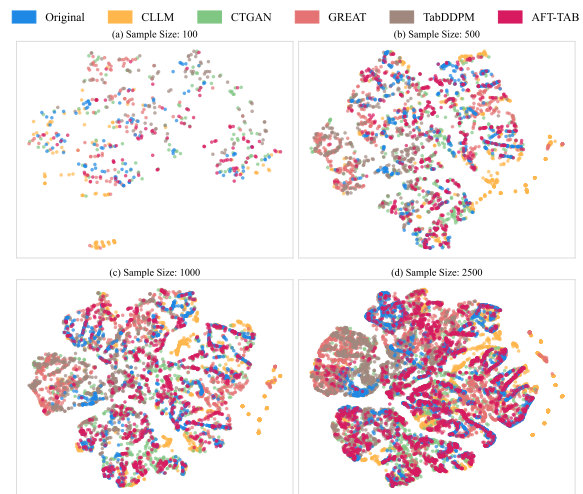 Original CLLM CTGAN GREAT TabDDPM AFT-TAB
(a) Sample Size: 100
(b) Sample Size: 500
(c) Sample Size: 1000
(d) Sample Size: 2500